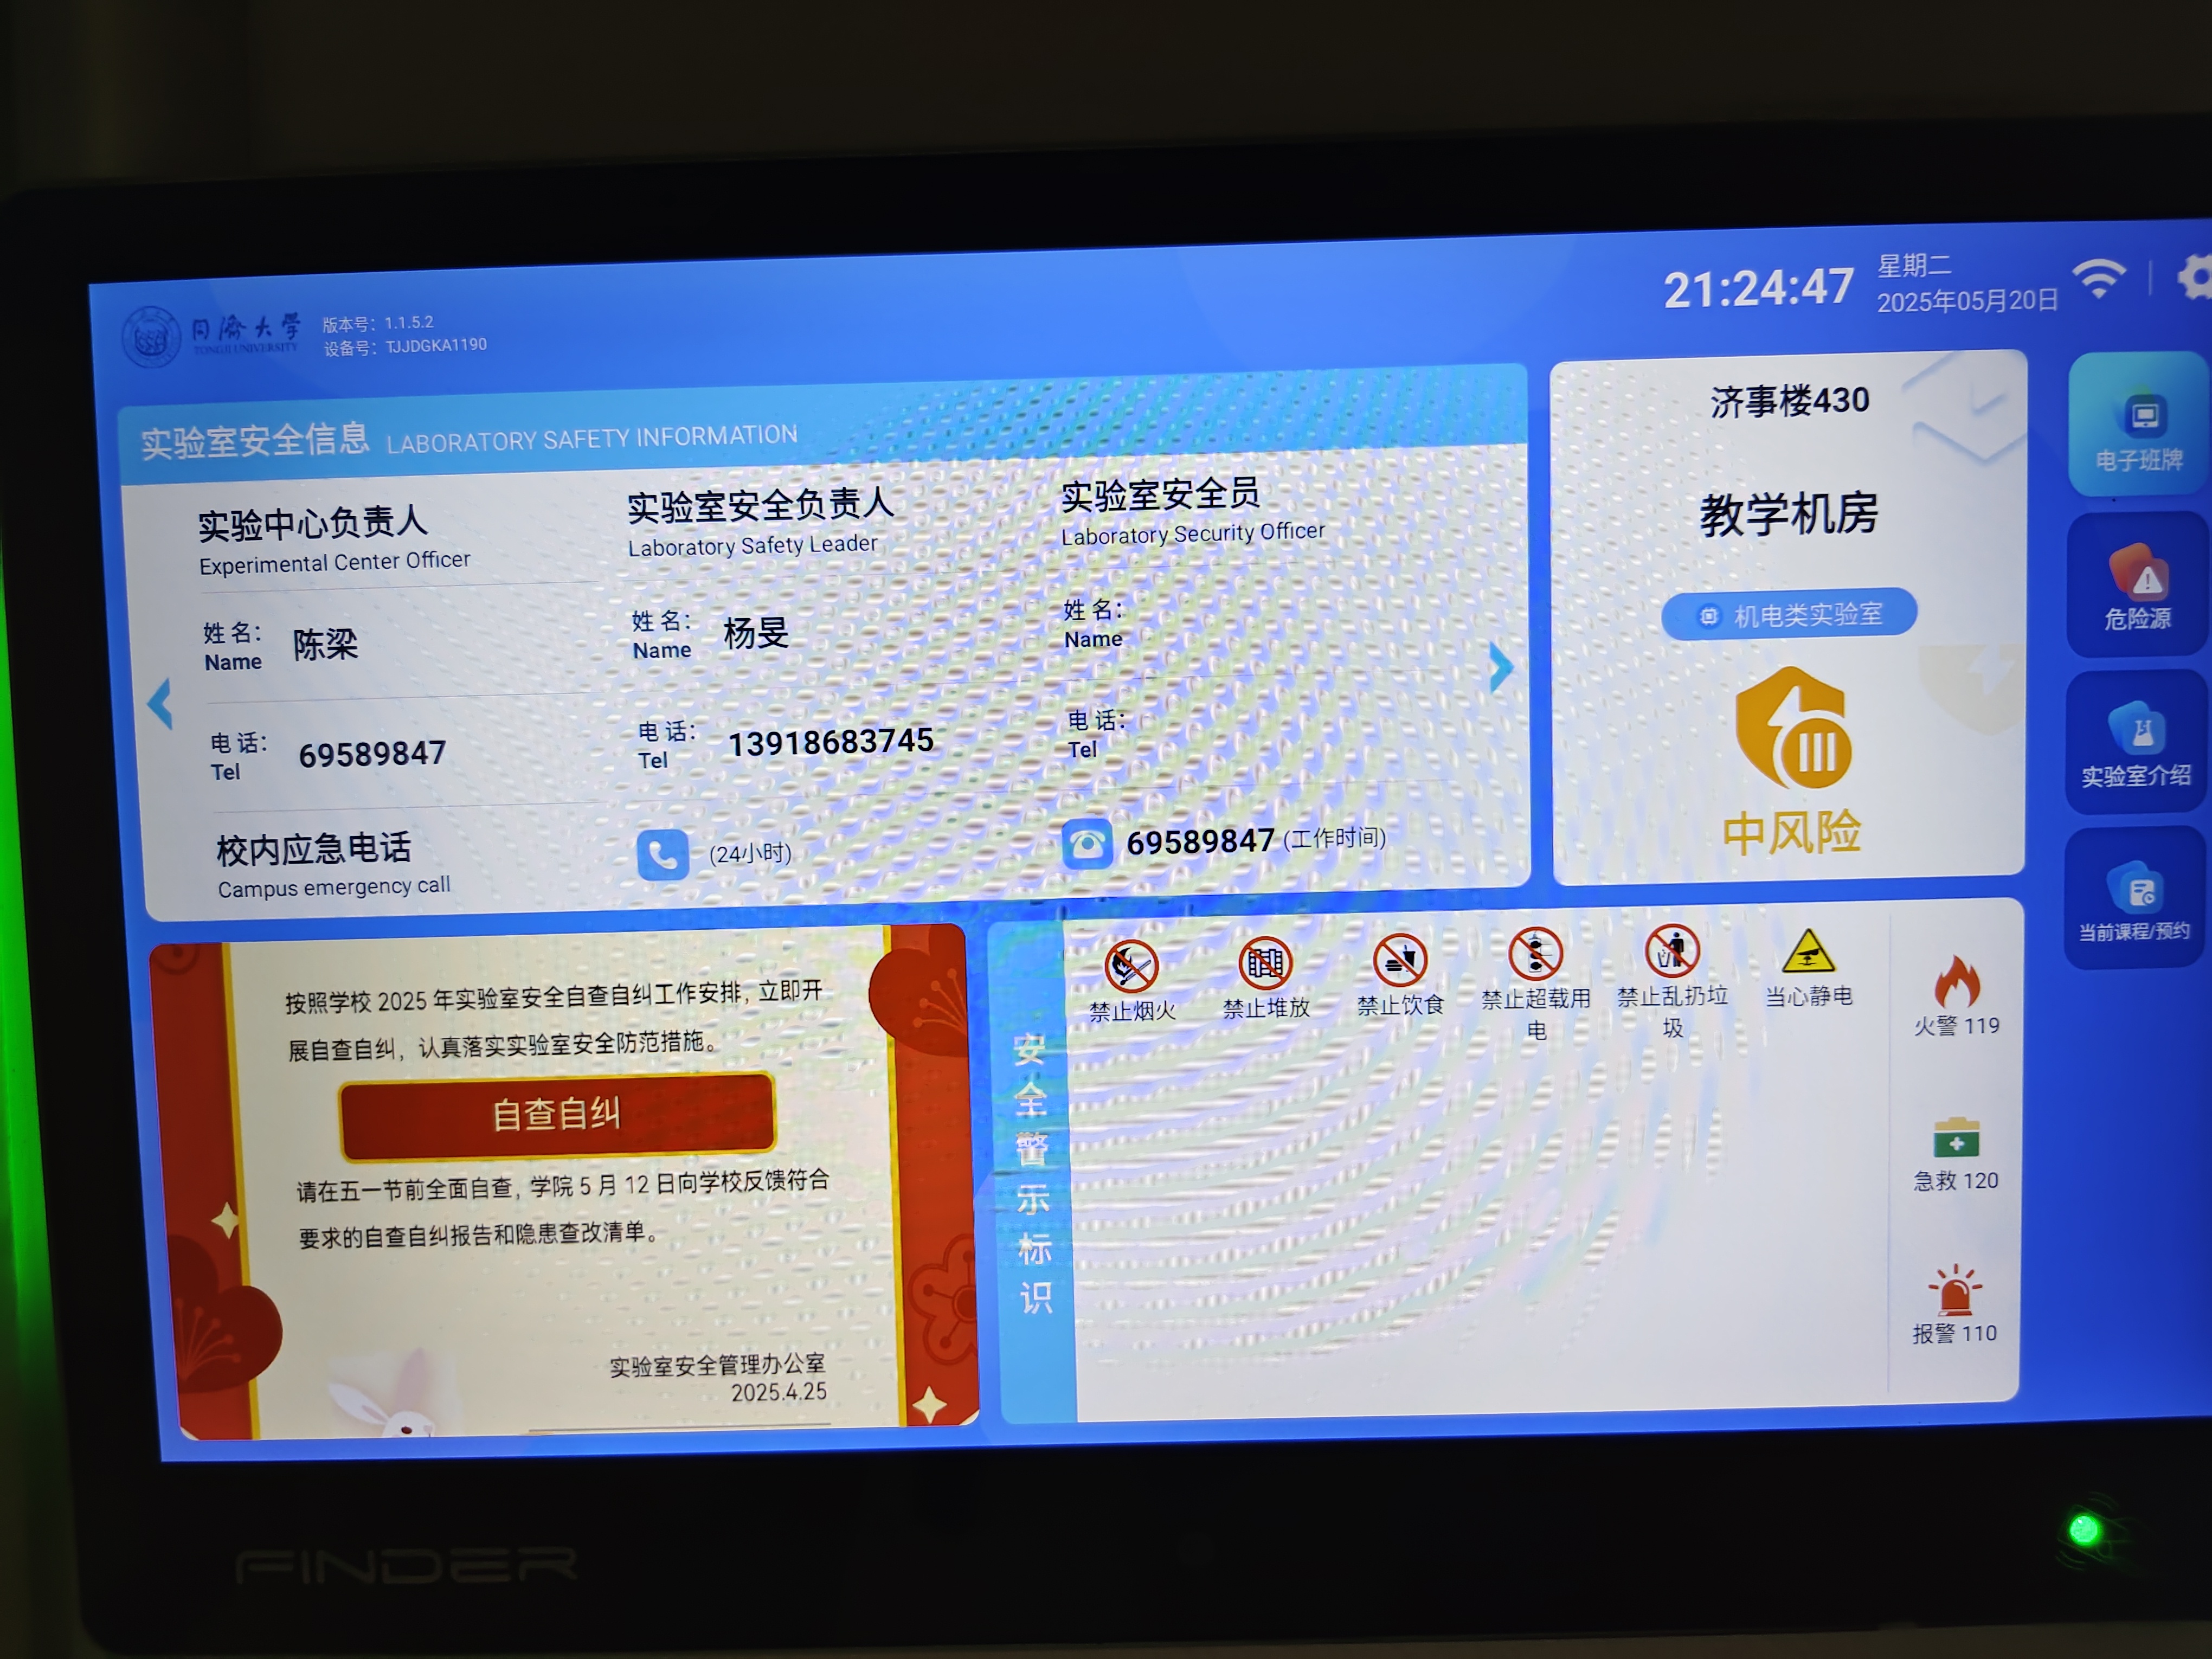 同濟大学
TONGJI UNIVERSITY
版本号：1.1.5.2
设备号：TJJDGKA1190
21:24:47
星期二
2025年05月20日
实验室安全信息 LABORATORY SAFETY INFORMATION
实验中心负责人
Experimental Center Officer
姓 名：
Name
陈梁
电 话：
Tel
69589847
实验室安全负责人
Laboratory Safety Leader
姓 名：
Name
杨旻
电 话：
Tel
13918683745
实验室安全员
Laboratory Security Officer
姓 名：
Name
电 话：
Tel
校内应急电话
Campus emergency call
(24小时)
69589847 (工作时间)
济事楼430
教学机房
机电类实验室
中风险
电子班牌
危险源
实验室介绍
当前课程/预约
按照学校 2025 年实验室安全自查自纠工作安排，立即开
展自查自纠，认真落实实验室安全防范措施。
自查自纠
请在五一节前全面自查，学院 5 月 12 日向学校反馈符合
要求的自查自纠报告和隐患查改清单。
实验室安全管理办公室
2025.4.25
安全警示标识
禁止烟火
禁止堆放
禁止饮食
禁止超载用
电
禁止乱扔垃
圾
当心静电
火警 119
急救 120
报警 110
FINDER